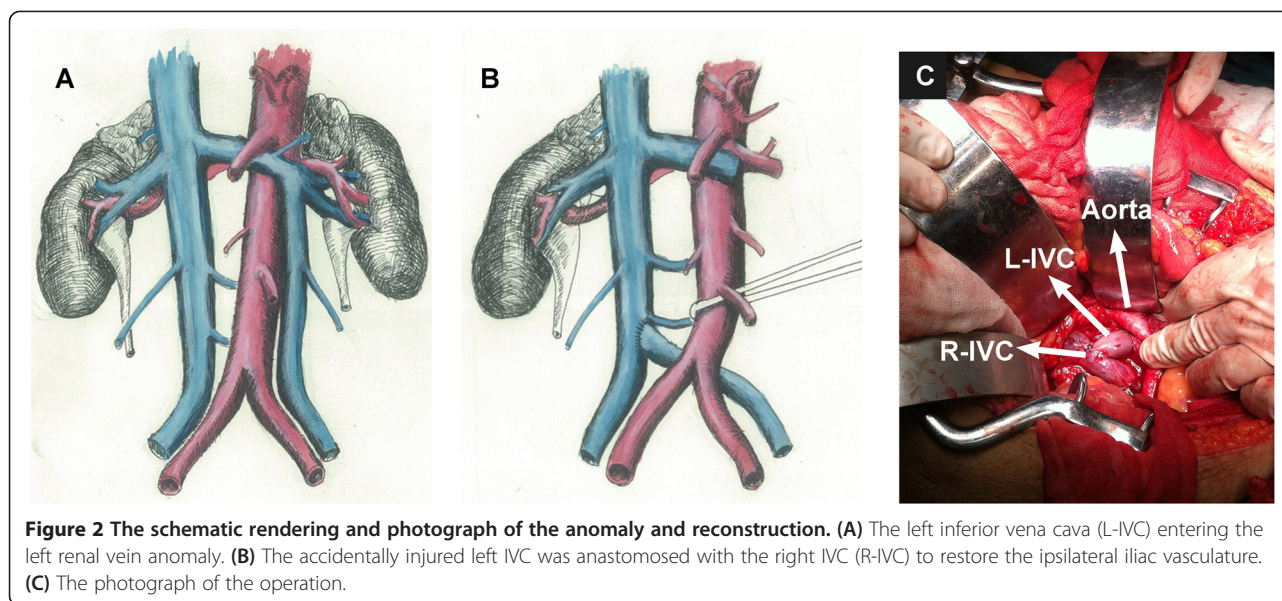 A
B
C
Aorta
L-IVC
R-IVC
Figure 2 The schematic rendering and photograph of the anomaly and reconstruction. (A) The left inferior vena cava (L-IVC) entering the
left renal vein anomaly. (B) The accidentally injured left IVC was anastomosed with the right IVC (R-IVC) to restore the ipsilateral iliac vasculature.
(C) The photograph of the operation.